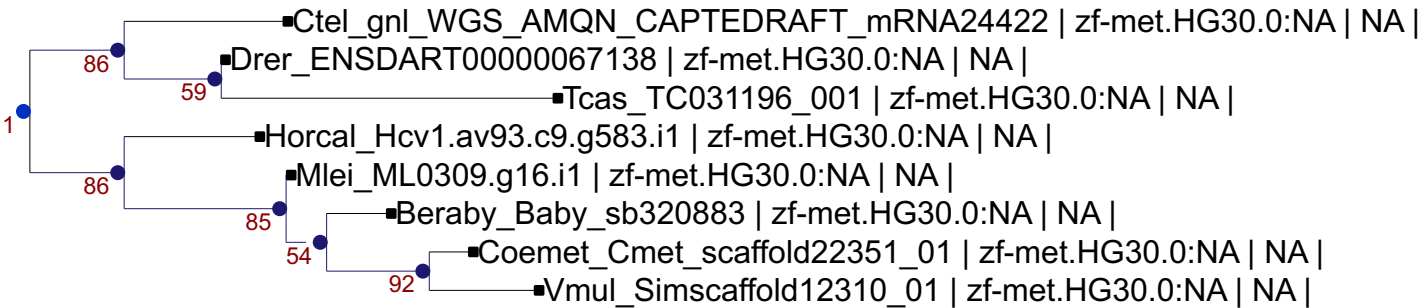 Ctel_gnl_WGS_AMQN_CAPTEDRAFT_mRNA24422 | zf-met.HG30.0:NA | NA |
86
Drer_ENSDART00000067138 | zf-met.HG30.0:NA | NA |
59
Tcas_TC031196_001 | zf-met.HG30.0:NA | NA |
1
Horcal_Hcv1.av93.c9.g583.i1 | zf-met.HG30.0:NA | NA |
86
Mlei_ML0309.g16.i1 | zf-met.HG30.0:NA | NA |
85
Beraby_Baby_sb320883 | zf-met.HG30.0:NA | NA |
54
Coemet_Cmet_scaffold22351_01 | zf-met.HG30.0:NA | NA |
92
Vmul_Simscaffold12310_01 | zf-met.HG30.0:NA | NA |